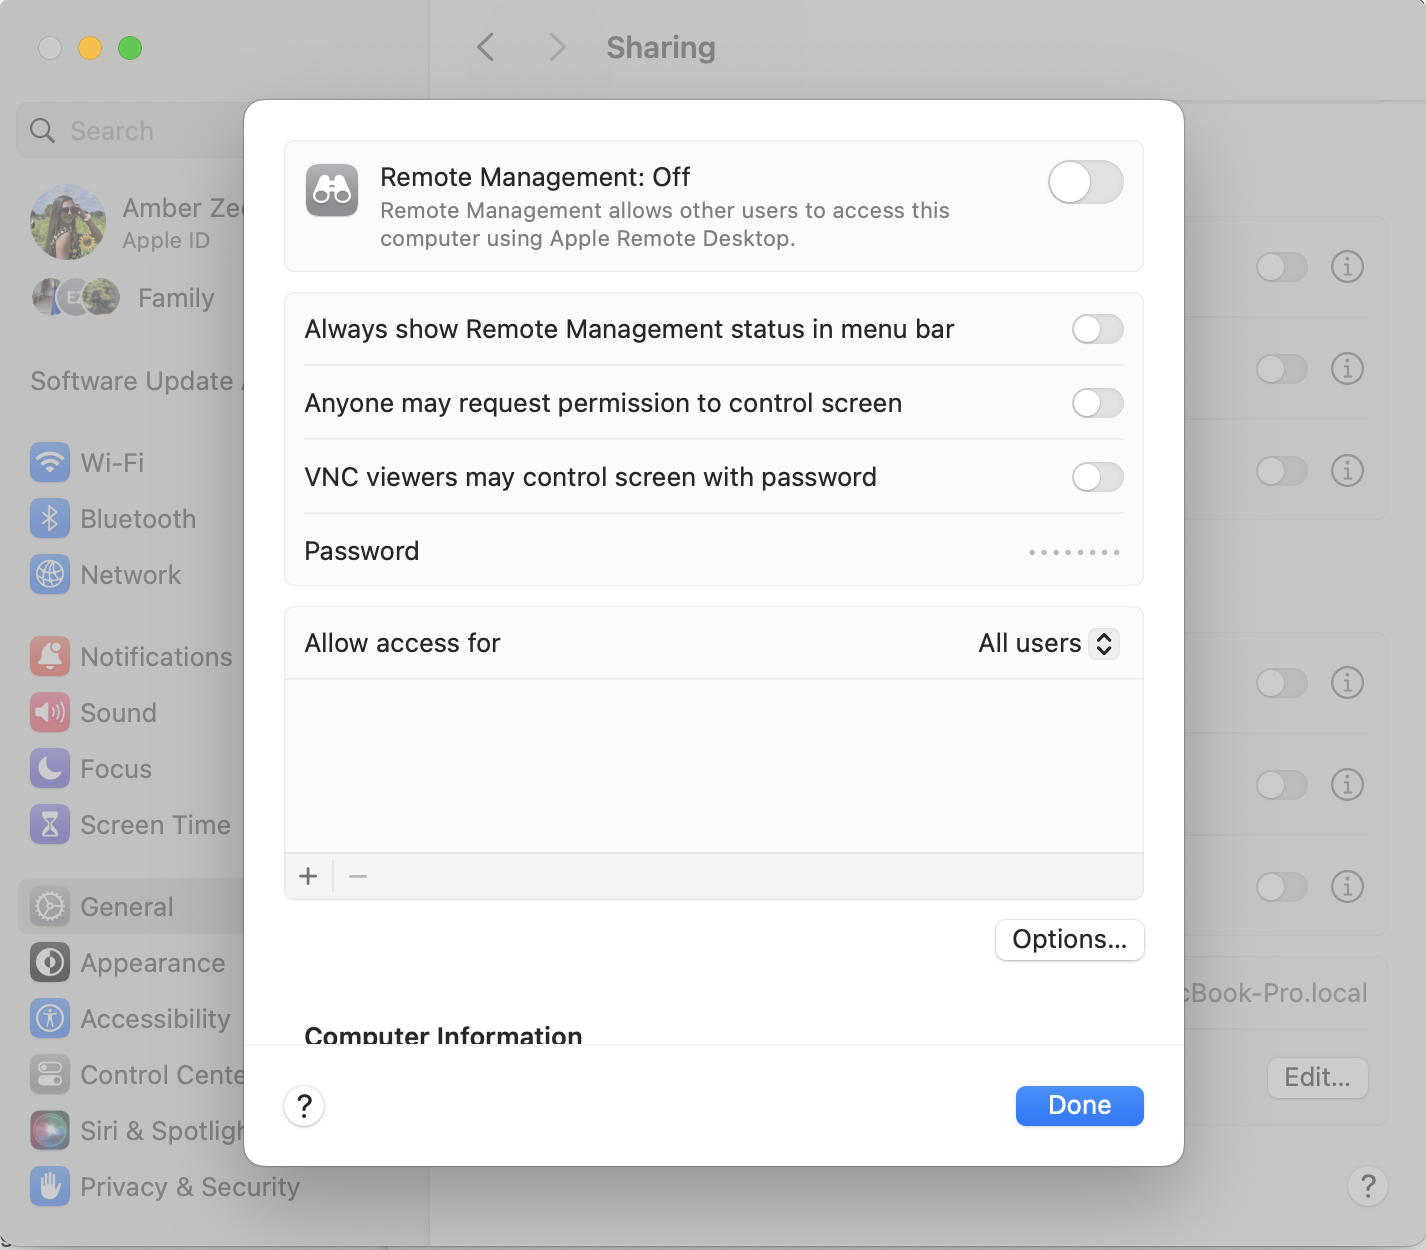 Sharing
Search
Amber
Apple ID
EZ
Family
Software Update
Wi-Fi
Bluetooth
Network
Notifications
Sound
Focus
Screen Time
General
Appearance
Accessibility
Control Cente
Siri & Spotligh
Privacy & Security
Remote Management: Off
Remote Management allows other users to access this
computer using Apple Remote Desktop.
Always show Remote Management status in menu bar
Anyone may request permission to control screen
VNC viewers may control screen with password
Password ••••••••
Allow access for All users
+ −
Options...
Computer Information
? Done
cBook-Pro.local
Edit...
?